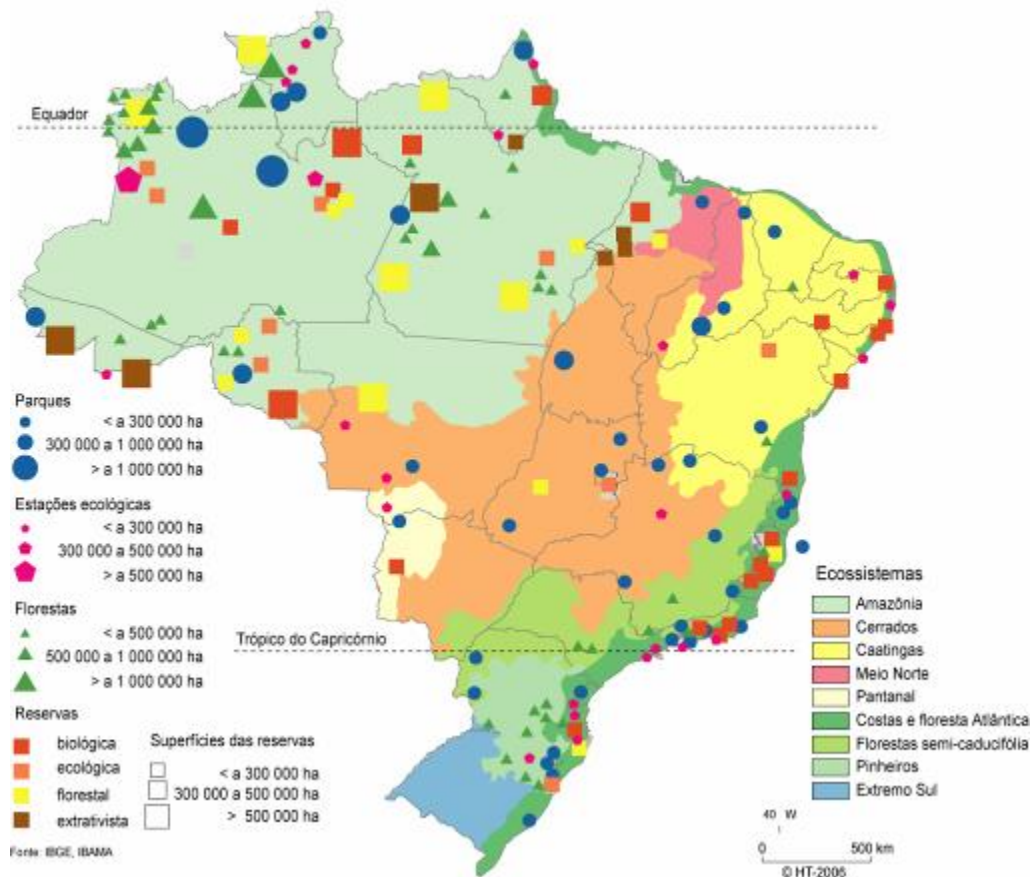 Equador
Parques
< a 300 000 ha
300 000 a 1 000 000 ha
> a 1 000 000 ha
Estações ecológicas
< a 300 000 ha
300 000 a 500 000 ha
> a 500 000 ha
Florestas
< a 500 000 ha
500 000 a 1 000 000 ha
> a 1 000 000 ha
Reservas
biológica
ecológica
florestal
extrativista
Superfícies das reservas
< a 300 000 ha
300 000 a 500 000 ha
> 500 000 ha
Fonte: IBGE, IBAMA
Trópico do Capricórnio
Ecossistemas
Amazônia
Cerrados
Caatingas
Meio Norte
Pantanal
Costas e floresta Atlântica
Florestas semi-caducifólia
Pinheiros
Extremo Sul
40 W
0 500 km
© HT-2006